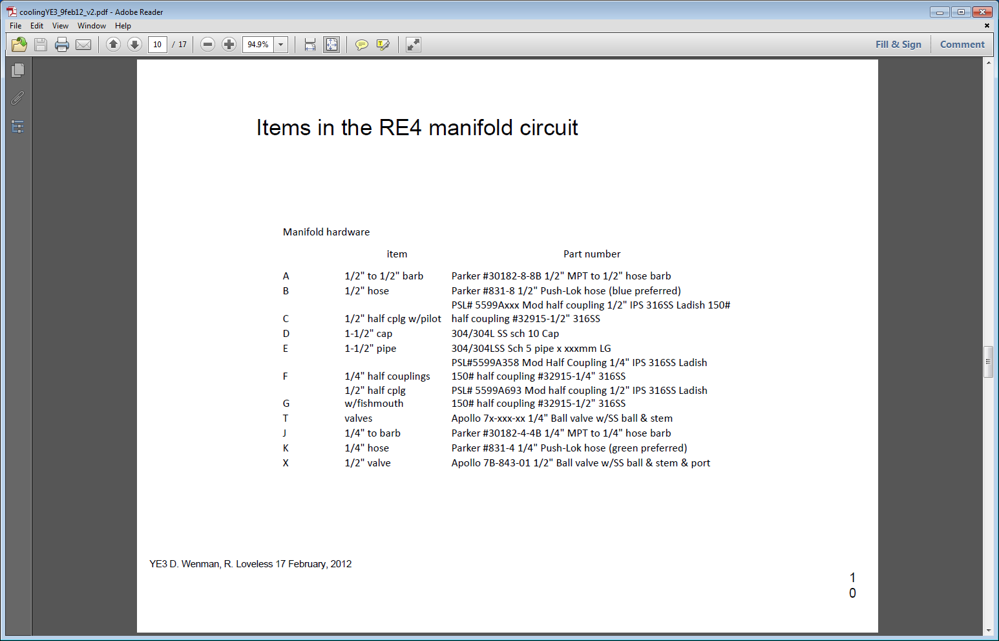 coolingYE3_9feb12_v2.pdf - Adobe Reader
File Edit View Window Help
10 / 17 94.9% Fill & Sign Comment
Items in the RE4 manifold circuit
Manifold hardware
item Part number
A 1/2" to 1/2" barb Parker #30182-8-8B 1/2" MPT to 1/2" hose barb
B 1/2" hose Parker #831-8 1/2" Push-Lok hose (blue preferred)
PSL# 5599Axxx Mod half coupling 1/2" IPS 316SS Ladish 150#
C 1/2" half cplg w/pilot half coupling #32915-1/2" 316SS
D 1-1/2" cap 304/304L SS sch 10 Cap
E 1-1/2" pipe 304/304LSS Sch 5 pipe x xxxmm LG
PSL#5599A358 Mod Half Coupling 1/4" IPS 316SS Ladish
F 1/4" half couplings 150# half coupling #32915-1/4" 316SS
1/2" half cplg PSL# 5599A693 Mod half coupling 1/2" IPS 316SS Ladish
G w/fishmouth 150# half coupling #32915-1/2" 316SS
T valves Apollo 7x-xxx-xx 1/4" Ball valve w/SS ball & stem
J 1/4" to barb Parker #30182-4-4B 1/4" MPT to 1/4" hose barb
K 1/4" hose Parker #831-4 1/4" Push-Lok hose (green preferred)
X 1/2" valve Apollo 7B-843-01 1/2" Ball valve w/SS ball & stem & port
YE3 D. Wenman, R. Loveless 17 February, 2012
1
0